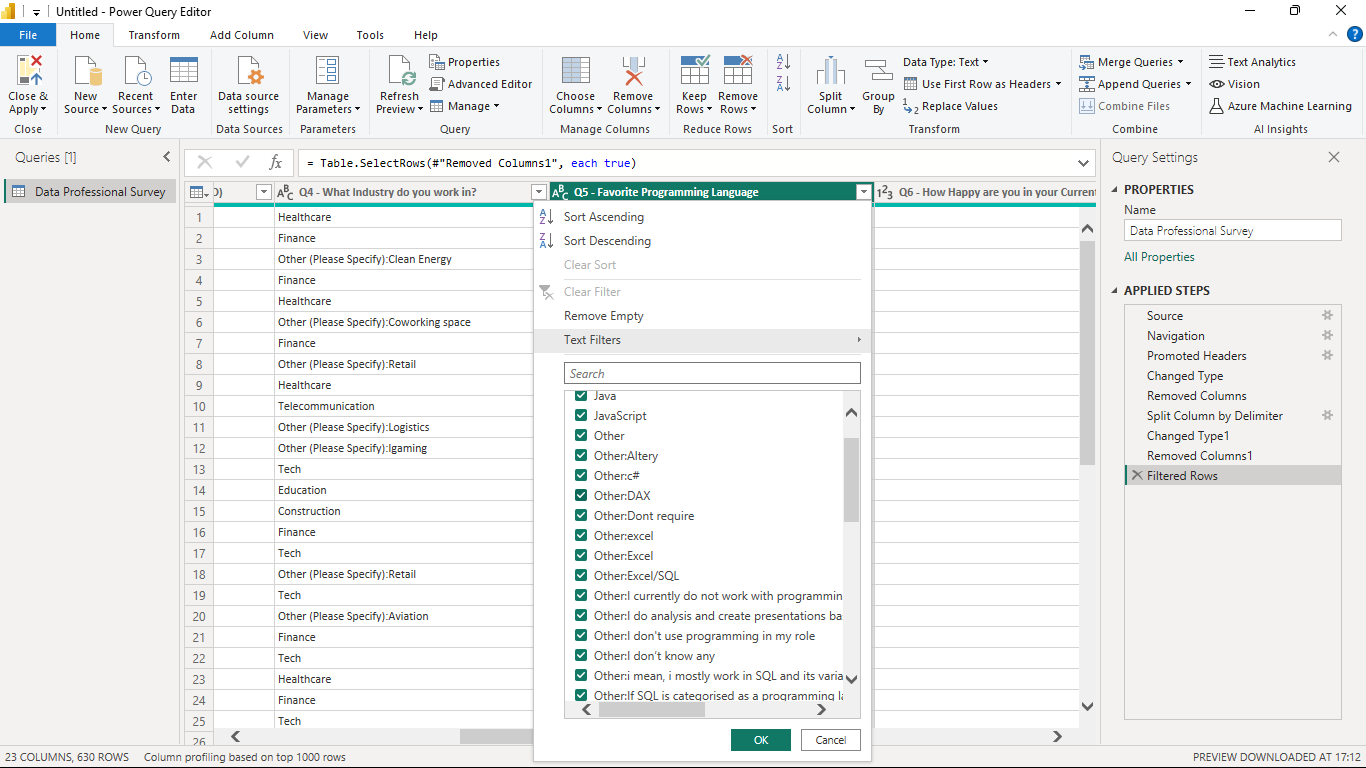 Untitled - Power Query Editor
File Home Transform Add Column View Tools Help
?
Close & Apply
New Source
Recent Sources
Enter Data
Data source settings
Manage Parameters
Refresh Preview
Properties
Advanced Editor
Manage
Choose Columns
Remove Columns
Keep Rows
Remove Rows
Split Column
Group By
Data Type: Text
Use First Row as Headers
Replace Values
Merge Queries
Append Queries
Combine Files
Text Analytics
Vision
Azure Machine Learning
Close New Query Data Sources Parameters Query Manage Columns Reduce Rows Sort Transform Combine AI Insights
Queries [1]
Data Professional Survey
fx = Table.SelectRows(#"Removed Columns1", each true)
Q4 - What Industry do you work in? Q5 - Favorite Programming Language Q6 - How Happy are you in your Current
1 Healthcare
2 Finance
3 Other (Please Specify):Clean Energy
4 Finance
5 Healthcare
6 Other (Please Specify):Coworking space
7 Finance
8 Other (Please Specify):Retail
9 Healthcare
10 Telecommunication
11 Other (Please Specify):Logistics
12 Other (Please Specify):Igaming
13 Tech
14 Education
15 Construction
16 Finance
17 Tech
18 Other (Please Specify):Retail
19 Tech
20 Other (Please Specify):Aviation
21 Finance
22 Tech
23 Healthcare
24 Finance
25 Tech
26
Sort Ascending
Sort Descending
Clear Sort
Clear Filter
Remove Empty
Text Filters
Search
Java
JavaScript
Other
Other:Altery
Other:c#
Other:DAX
Other:Dont require
Other:excel
Other:Excel
Other:Excel/SQL
Other:I currently do not work with programmin
Other:I do analysis and create presentations ba
Other:I don't use programming in my role
Other:I don't know any
Other:i mean, i mostly work in SQL and its varia
Other:If SQL is categorised as a programming la
OK Cancel
Query Settings
PROPERTIES
Name
Data Professional Survey
All Properties
APPLIED STEPS
Source
Navigation
Promoted Headers
Changed Type
Removed Columns
Split Column by Delimiter
Changed Type1
Removed Columns1
Filtered Rows
23 COLUMNS, 630 ROWS Column profiling based on top 1000 rows PREVIEW DOWNLOADED AT 17:12